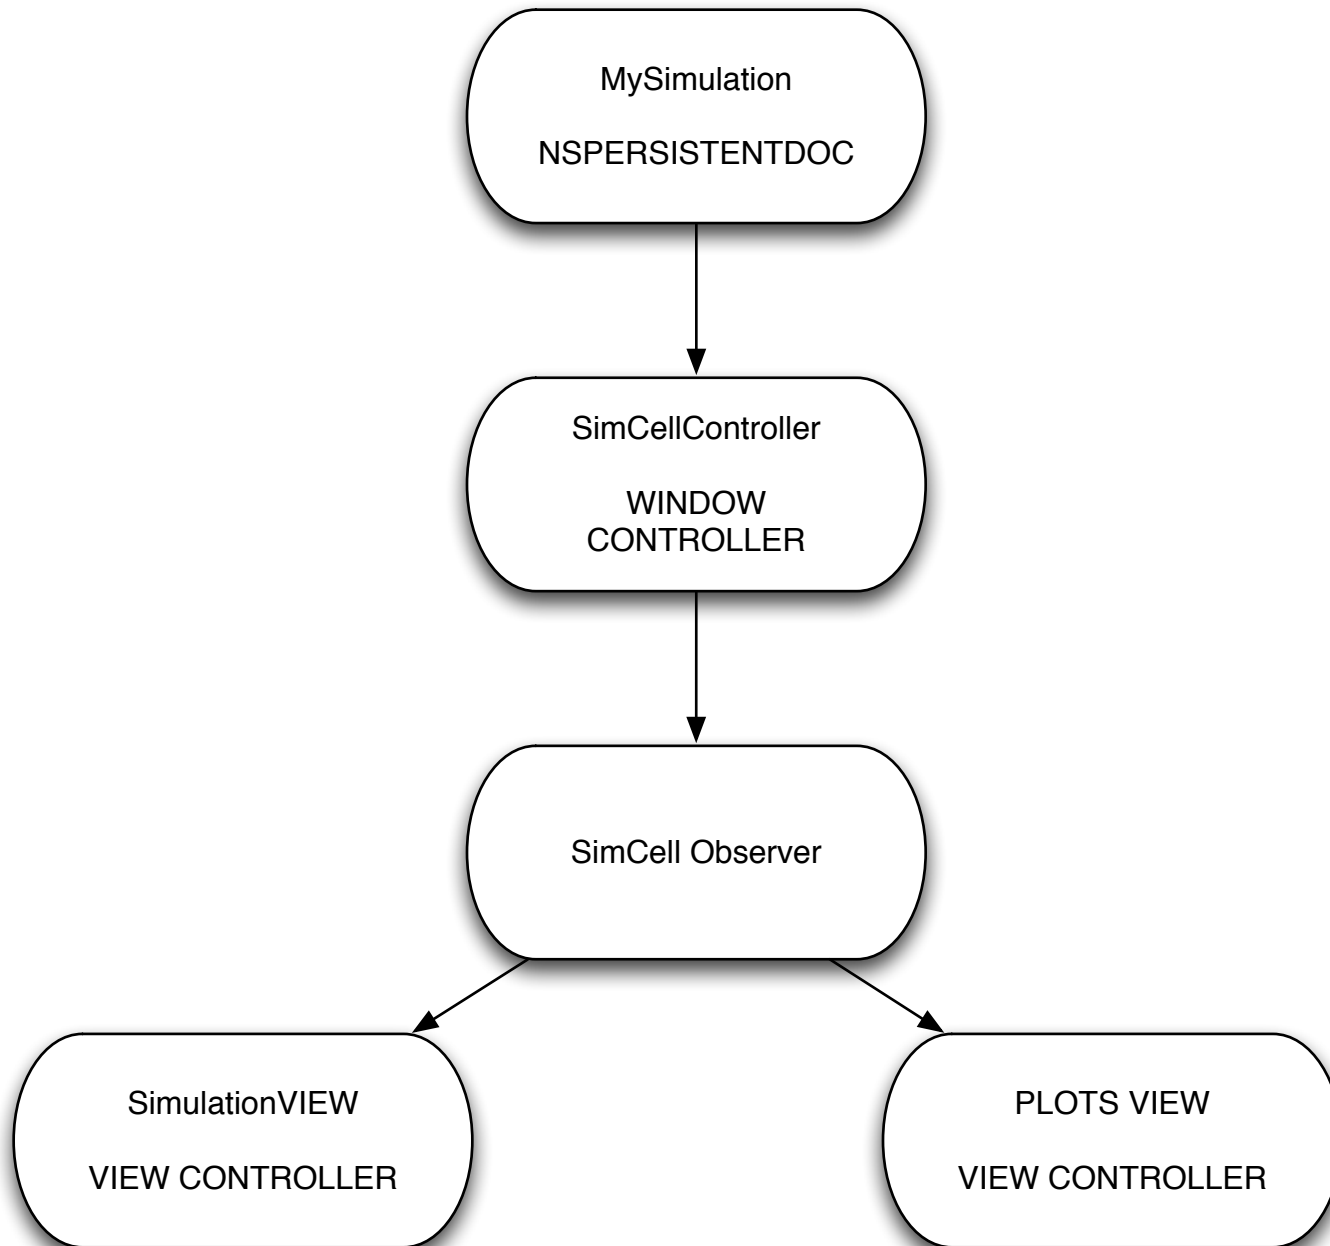 MySimulation
NSPERSISTENTDOC
SimCellController
WINDOW
CONTROLLER
SimCell Observer
SimulationVIEW
VIEW CONTROLLER
PLOTS VIEW
VIEW CONTROLLER